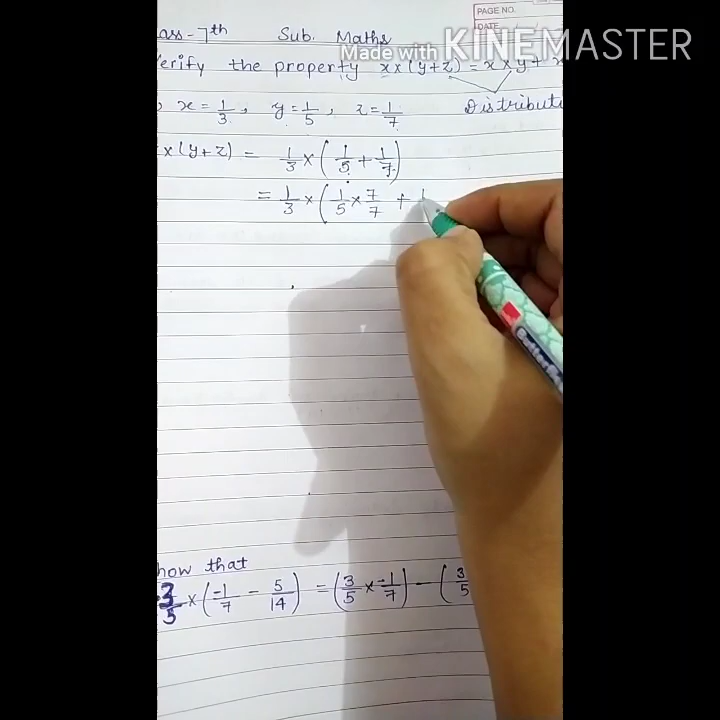 PAGE NO.
DATE
ass-7th Sub. Maths
Made with KINEMASTER
erify the property x×(y+z) = x×y+ x
x = 1/3, y = 1/5, z = 1/7 Distributi
x(y+z) = 1/3 × (1/5 + 1/7)
= 1/3 × (1/5 × 7/7 + 1
how that
3/5 × (-1/7 - 5/14) = (3/5 × -1/7) - (3/5